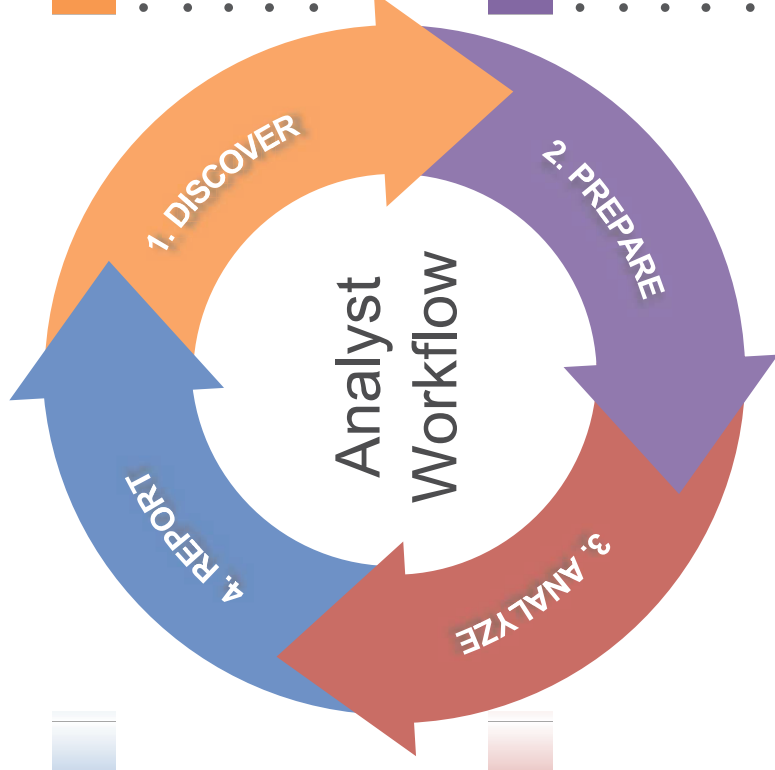 1. DISCOVER
2. PREPARE
3. ANALYZE
4. REPORT
Analyst
Workflow